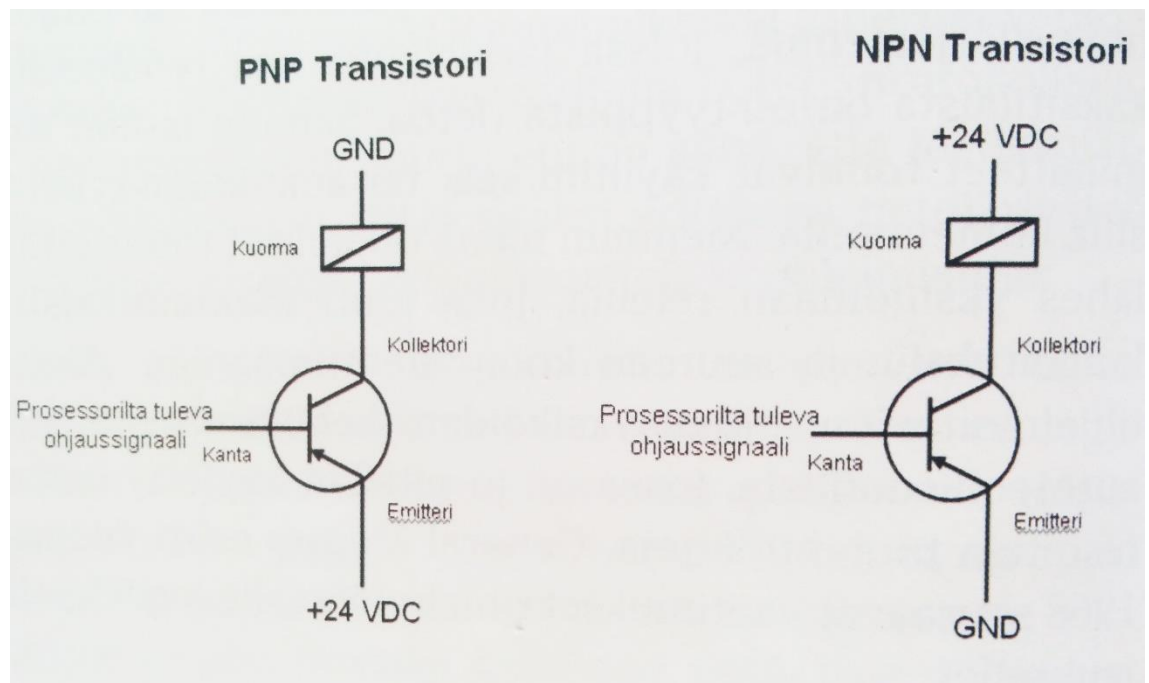 PNP Transistori
GND
Kuorma
Kollektori
Prosessorilta tuleva
ohjaussignaali
Kanta
Emitteri
+24 VDC
NPN Transistori
+24 VDC
Kuorma
Kollektori
Prosessorilta tuleva
ohjaussignaali
Kanta
Emitteri
GND